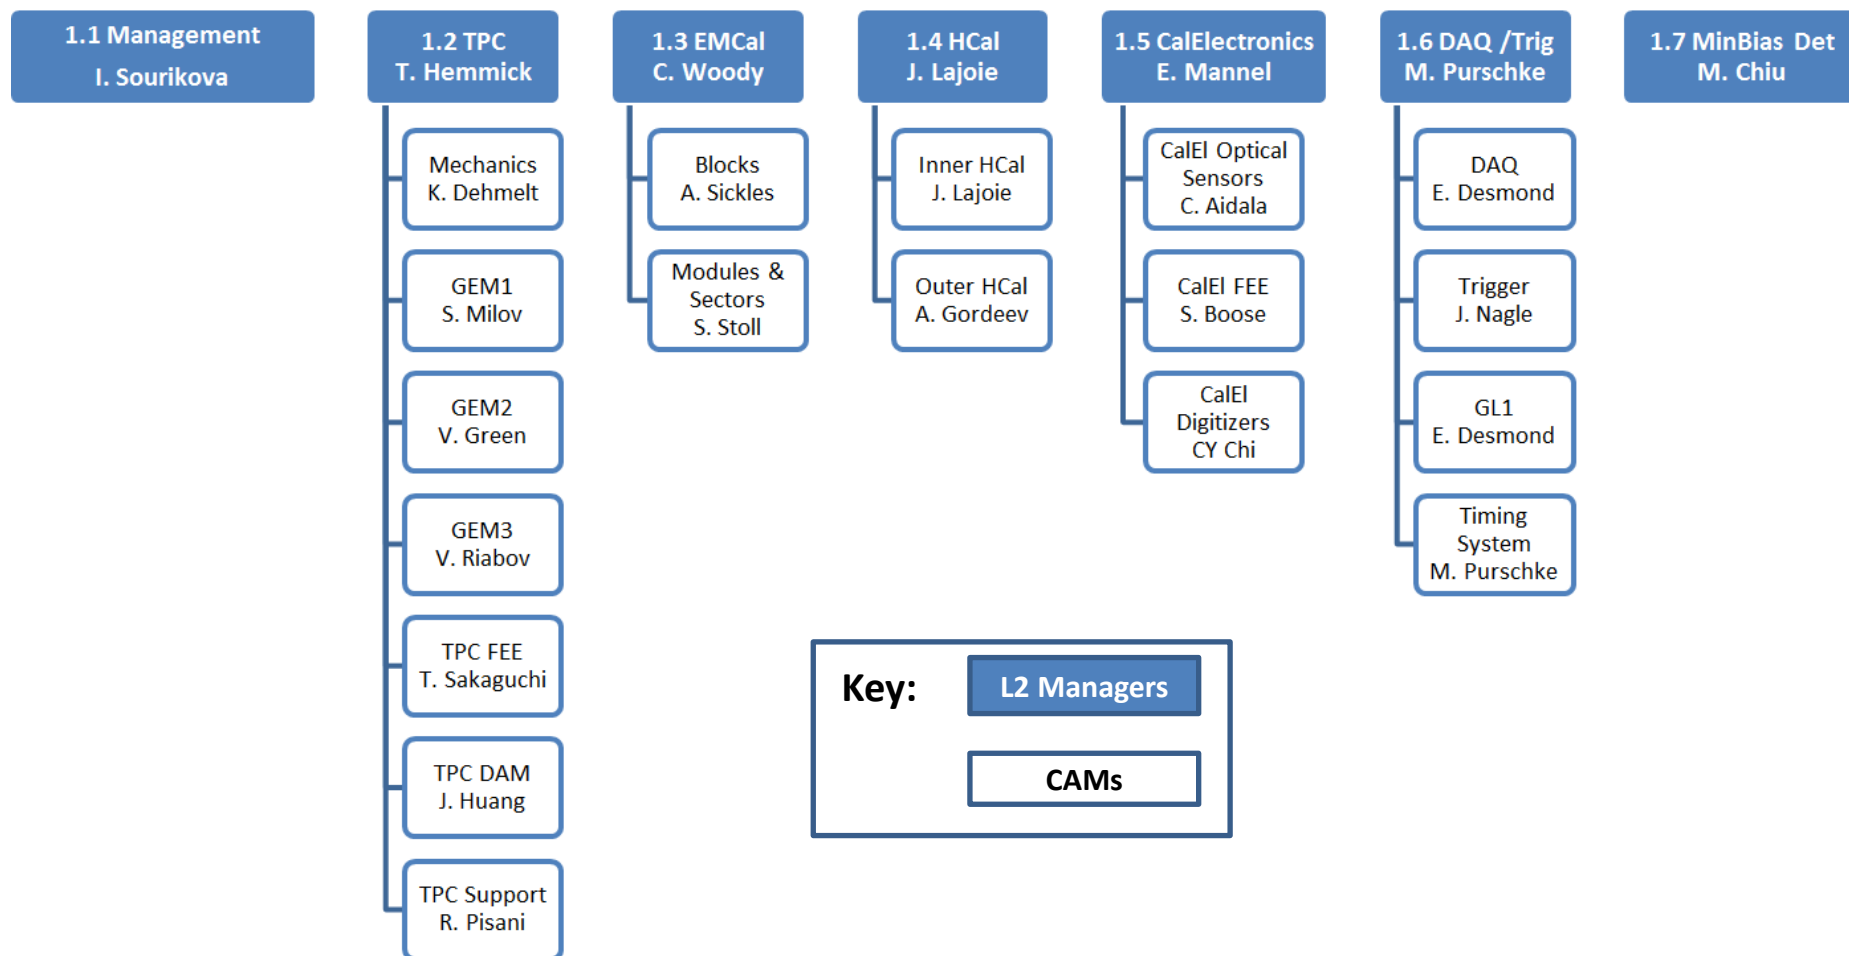 1.1 Management
I. Sourikova
1.2 TPC
T. Hemmick
Mechanics
K. Dehmelt
GEM1
S. Milov
GEM2
V. Green
GEM3
V. Riabov
TPC FEE
T. Sakaguchi
TPC DAM
J. Huang
TPC Support
R. Pisani
1.3 EMCal
C. Woody
Blocks
A. Sickles
Modules &
Sectors
S. Stoll
1.4 HCal
J. Lajoie
Inner HCal
J. Lajoie
Outer HCal
A. Gordeev
1.5 CalElectronics
E. Mannel
CalEl Optical
Sensors
C. Aidala
CalEl FEE
S. Boose
CalEl
Digitizers
CY Chi
1.6 DAQ /Trig
M. Purschke
DAQ
E. Desmond
Trigger
J. Nagle
GL1
E. Desmond
Timing
System
M. Purschke
1.7 MinBias Det
M. Chiu
Key:
L2 Managers
CAMs